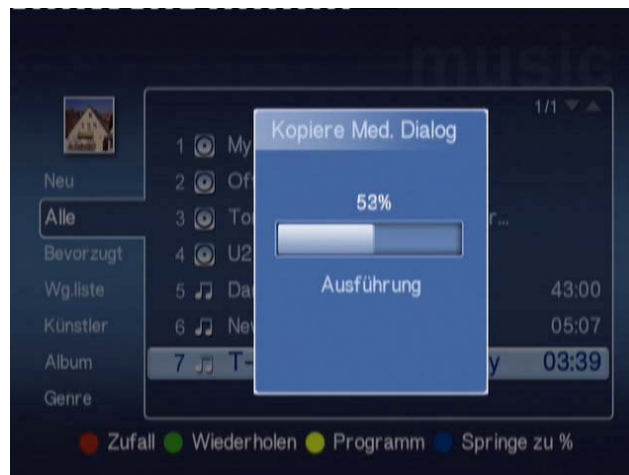 music
1/1
Kopiere Med. Dialog
1 My
Neu
2 Of
53%
Alle
3 To r...
Bevorzugt
4 U2
Wg.liste
5 Da Ausführung 43:00
Künstler
6 Ne 05:07
Album
7 T- y 03:39
Genre
Zufall Wiederholen Programm Springe zu %